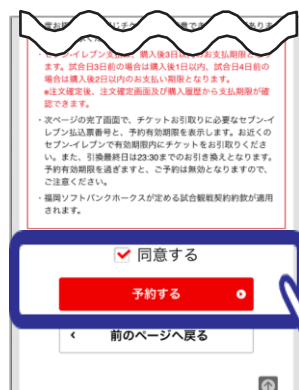 ・セブン-イレブン支払は、購入後3日以内のお支払期限となり
ます。試合日3日前の場合は購入後1日以内、試合日4日前の
場合は購入後2日以内のお支払い期限となります。
※注文確定後、注文確定画面及び購入履歴から支払期限が確
認できます。
・次ページの完了画面で、チケットお引取りに必要なセブン-イ
レブン払込票番号と、予約有効期限を表示します。お近くの
セブン-イレブンで有効期限内にチケットをお引取りくださ
い。また、引換最終日は23:30までのお引き換えとなります。
予約有効期限を過ぎますと、ご予約は無効となりますので、
ご注意ください。
・福岡ソフトバンクホークスが定める試合観戦契約約款が適用
されます。
同意する
予約する
前のページへ戻る